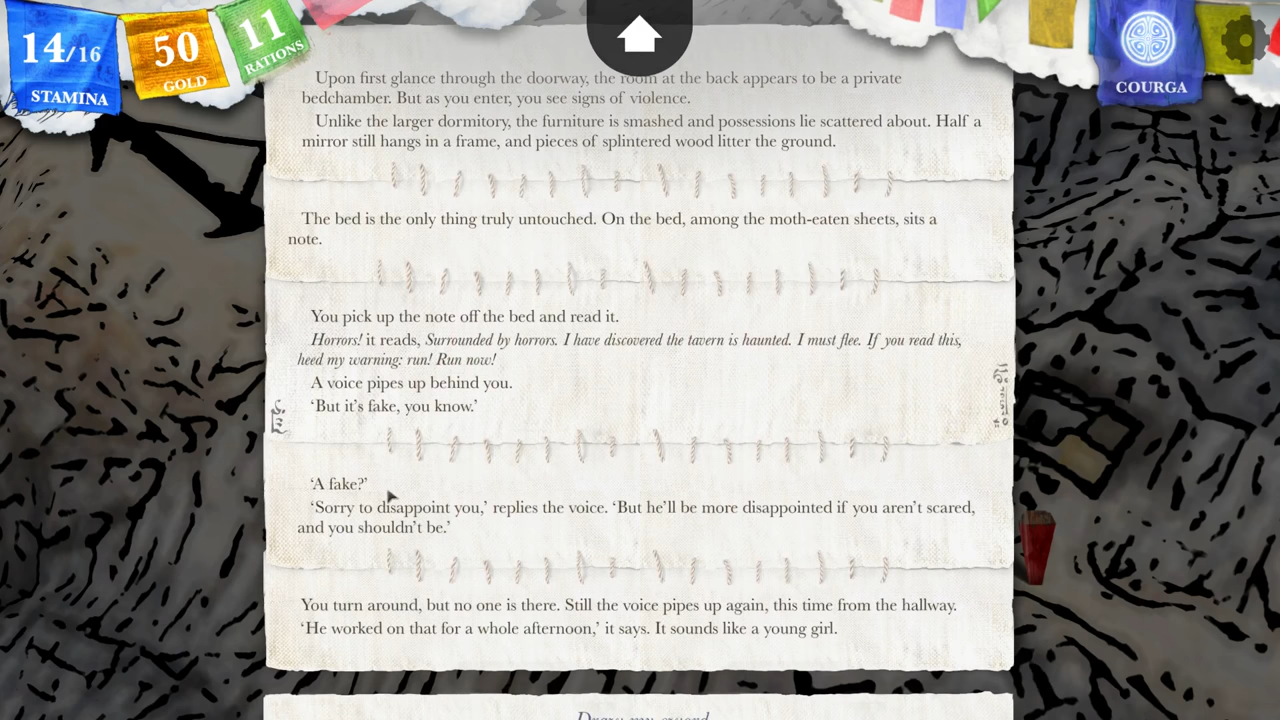 14/16
STAMINA
50
GOLD
11
RATIONS
COURGA
Upon first glance through the doorway, the room at the back appears to be a private
bedchamber. But as you enter, you see signs of violence.
Unlike the larger dormitory, the furniture is smashed and possessions lie scattered about. Half a
mirror still hangs in a frame, and pieces of splintered wood litter the ground.
The bed is the only thing truly untouched. On the bed, among the moth-eaten sheets, sits a
note.
You pick up the note off the bed and read it.
Horrors! it reads, Surrounded by horrors. I have discovered the tavern is haunted. I must flee. If you read this,
heed my warning: run! Run now!
A voice pipes up behind you.
‘But it’s fake, you know.’
‘A fake?’
‘Sorry to disappoint you,’ replies the voice. ‘But he’ll be more disappointed if you aren’t scared,
and you shouldn’t be.’
You turn around, but no one is there. Still the voice pipes up again, this time from the hallway.
‘He worked on that for a whole afternoon,’ it says. It sounds like a young girl.
Draw my sword